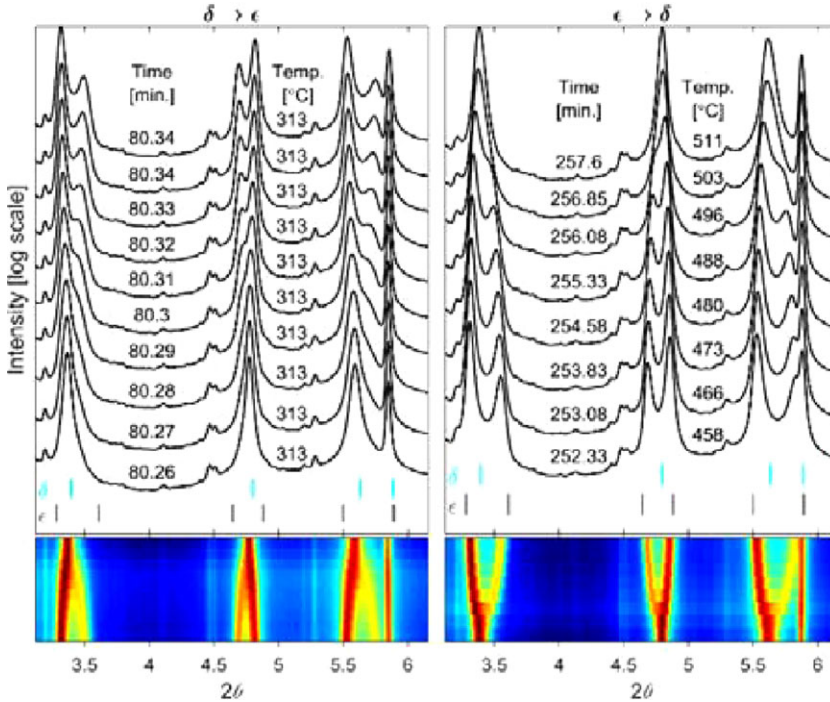 δ → ϵ
ϵ → δ
Intensity [log scale]
Time
[min.]
Temp.
[°C]
80.34 313
80.34 313
80.33 313
80.32 313
80.31 313
80.3 313
80.29 313
80.28 313
80.27 313
80.26 313
δ
ϵ
3.5 4 4.5 5 5.5 6
2θ
Time
[min.]
Temp.
[°C]
257.6 511
256.85 503
256.08 496
255.33 488
254.58 480
253.83 473
253.08 466
252.33 458
3.5 4 4.5 5 5.5 6
2θ